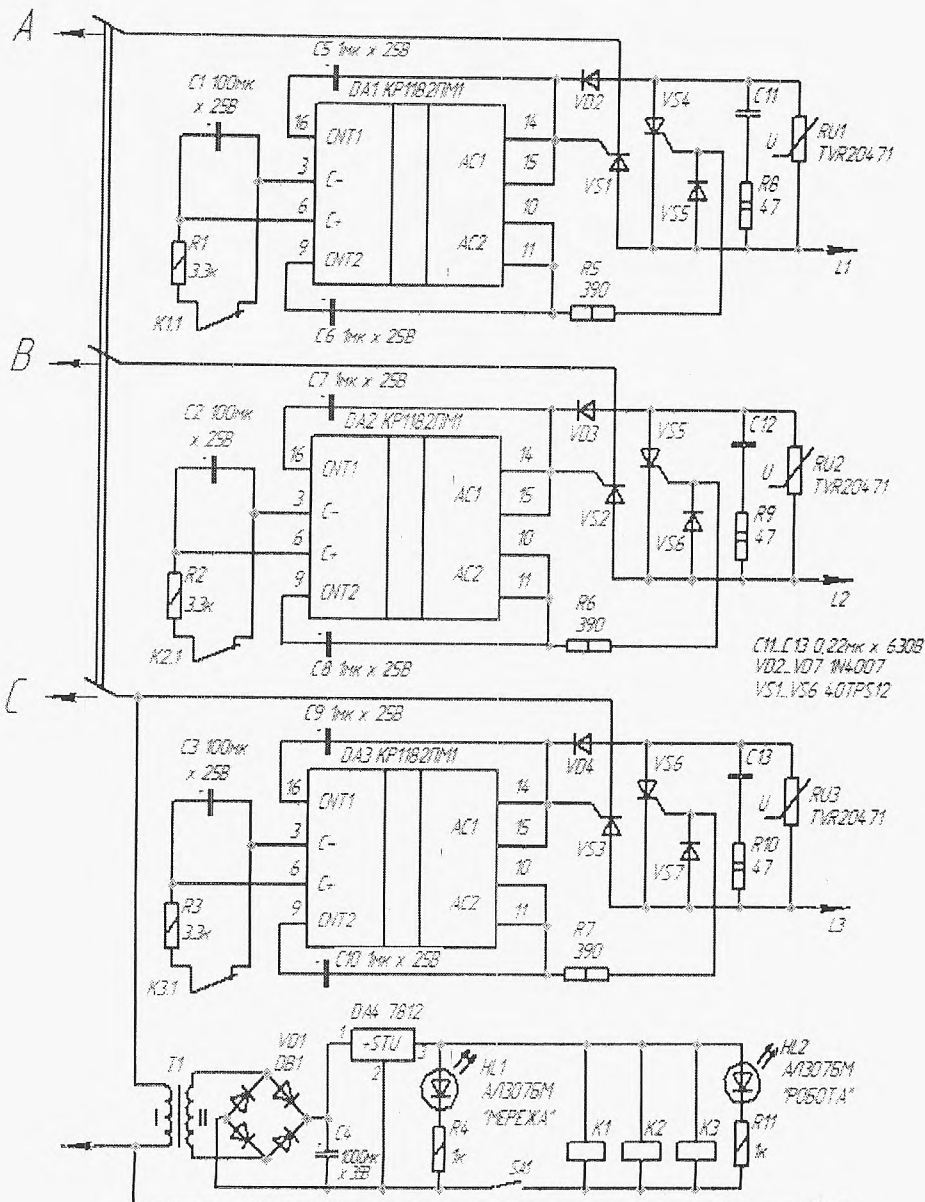 A
C5 1мк x 25В
C1 100мк
x 25В
DA1 КР1182ПМ1
VD2
VS4
C11
RU1
TVR20471
U
16
CNT1
14
15
AC1
3
C-
6
C+
10
9
CNT2
AC2
11
VS1
VS5
R8
47
R1
3.3к
R5
390
L1
K1.1
C6 1мк x 25В
B
C7 1мк x 25В
C2 100мк
x 25В
DA2 КР1182ПМ1
VD3
VS5
C12
RU2
TVR20471
U
16
CNT1
14
15
AC1
3
C-
6
C+
10
9
CNT2
AC2
11
VS2
VS6
R9
47
R2
3.3к
R6
390
L2
K2.1
C8 1мк x 25В
C11...C13 0,22мк x 630В
VD2...VD7 1N4007
VS1...VS6 40TPS12
C
C9 1мк x 25В
C3 100мк
x 25В
DA3 КР1182ПМ1
VD4
VS6
C13
RU3
TVR20471
U
16
CNT1
14
15
AC1
3
C-
6
C+
10
9
CNT2
AC2
11
VS3
VS7
R10
47
R3
3.3к
R7
390
L3
K3.1
C10 1мк x 25В
DA4 7812
1
-STU
3
2
VD1
DB1
T1
I
II
C4
1000мк
x 35В
HL1
АЛ307БМ
"МЕРЕЖА"
R4
1к
SA1
K1
K2
K3
HL2
АЛ307БМ
"РОБОТА"
R11
1к